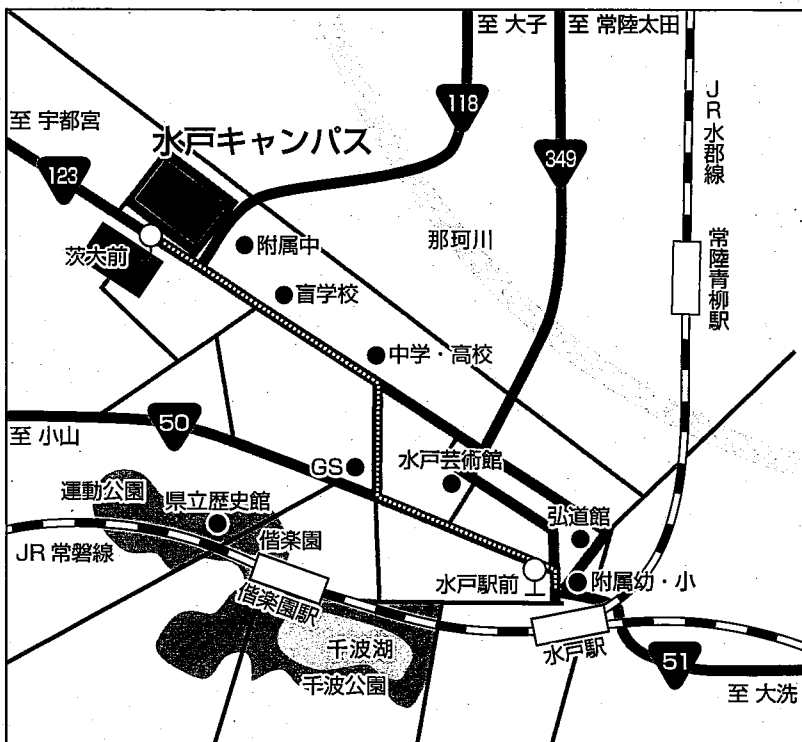 至 大子
至 常陸太田
118
JR水郡線
至 宇都宮
水戸キャンパス
349
123
附属中
那珂川
茨大前
常陸青柳駅
盲学校
中学・高校
50
至 小山
GS
水戸芸術館
運動公園
県立歴史館
弘道館
偕楽園
JR常磐線
水戸駅前
附属幼・小
偕楽園駅
千波湖
水戸駅
51
千波公園
至 大洗